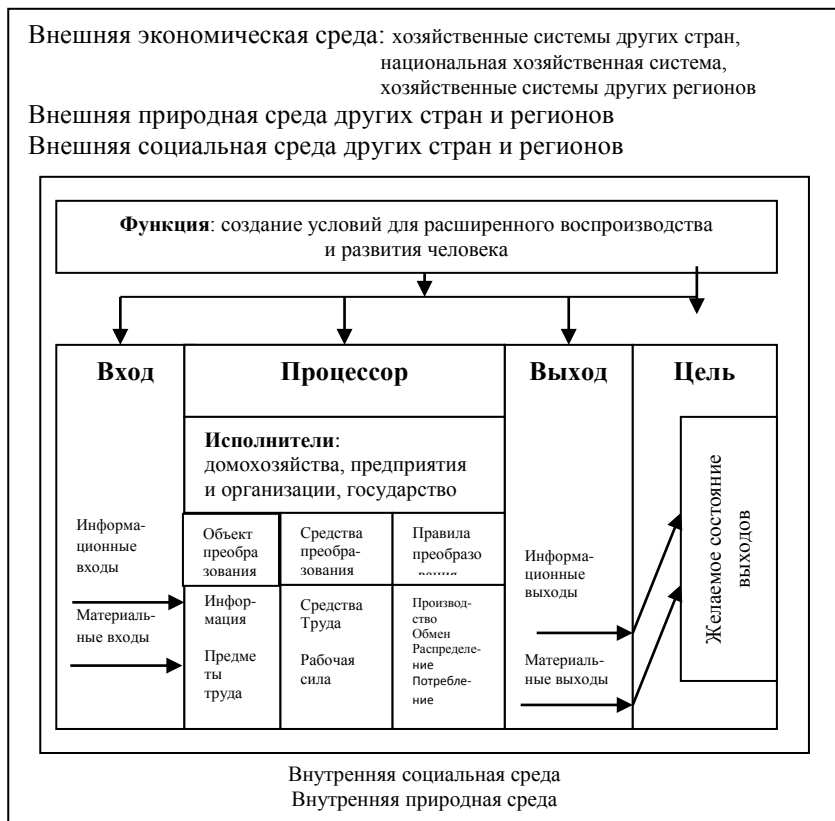 Внешняя экономическая среда: хозяйственные системы других стран,
национальная хозяйственная система,
хозяйственные системы других регионов
Внешняя природная среда других стран и регионов
Внешняя социальная среда других стран и регионов
Функция: создание условий для расширенного воспроизводства
и развития человека
Вход
Процессор
Выход
Цель
Исполнители:
домохозяйства, предприятия
и организации, государство
Информа-
ционные
входы
Материаль-
ные входы
Объект
преобра
зования
Средства
преобра-
зования
Правила
преобразо
Инфор-
мация
Предме
ты
труда
Средства
Труда
Рабочая
сила
Производ-
ство
Обмен
Распределе-
ние
Потребле-
ние
Информа-
ционные
выходы
Материаль-
ные выходы
Желаемое состояние
выходов
Внутренняя социальная среда
Внутренняя природная среда